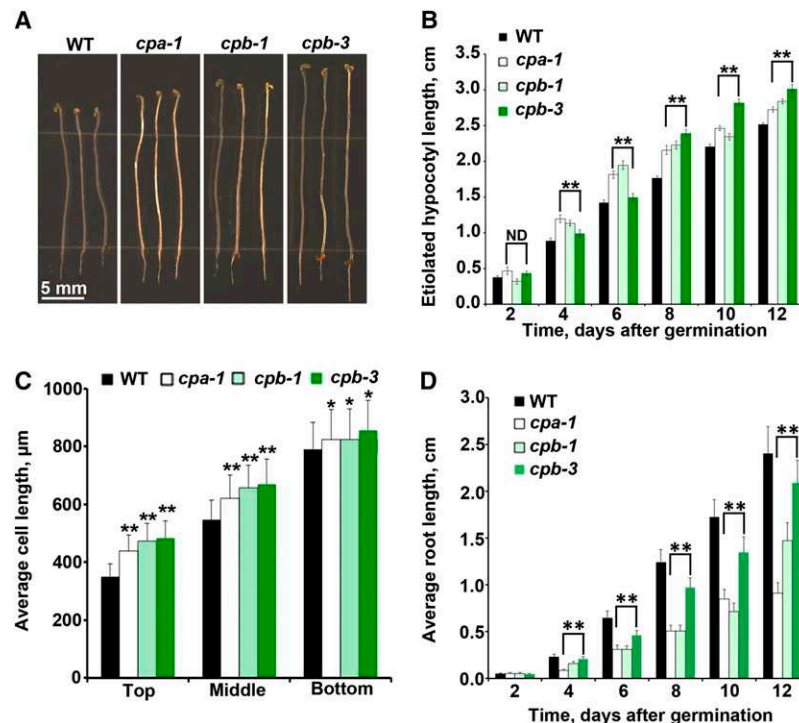 A
WT cpa-1 cpb-1 cpb-3
5 mm
B
WT
cpa-1
cpb-1
cpb-3
Etiolated hypocotyl length, cm
3.5
3.0
2.5
2.0
1.5
1.0
0.5
0.0
ND ** ** ** ** **
2 4 6 8 10 12
Time, days after germination
C
WT cpa-1 cpb-1 cpb-3
Average cell length, µm
1000
800
600
400
200
0
** ** ** ** ** ** * * *
Top Middle Bottom
D
WT
cpa-1
cpb-1
cpb-3
Average root length, cm
3.0
2.5
2.0
1.5
1.0
0.5
0.0
** ** ** ** **
2 4 6 8 10 12
Time, days after germination